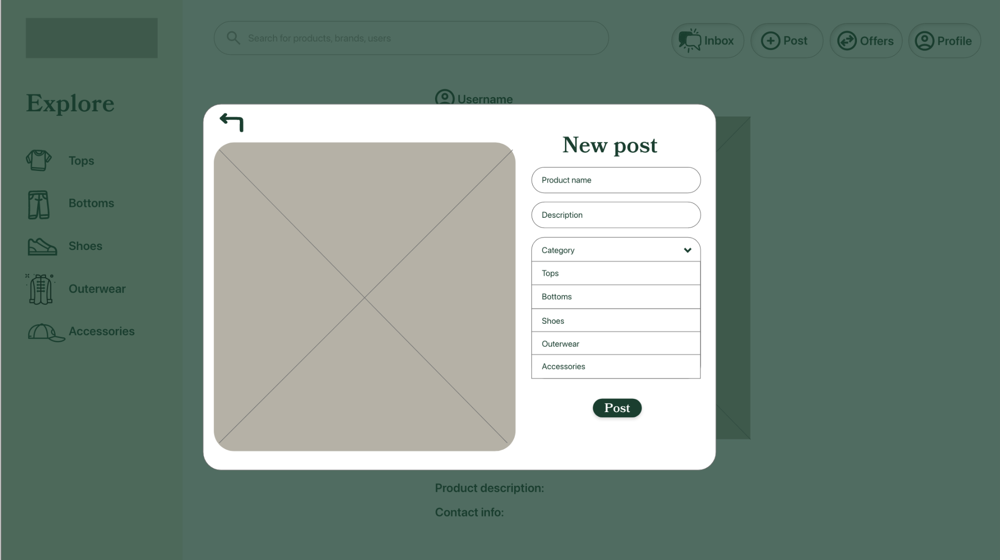 Search for products, brands, users
Inbox
Post
Offers
Profile
Explore
Tops
Bottoms
Shoes
Outerwear
Accessories
Username
New post
Product name
Description
Category
Tops
Bottoms
Shoes
Outerwear
Accessories
Post
Product description:
Contact info: